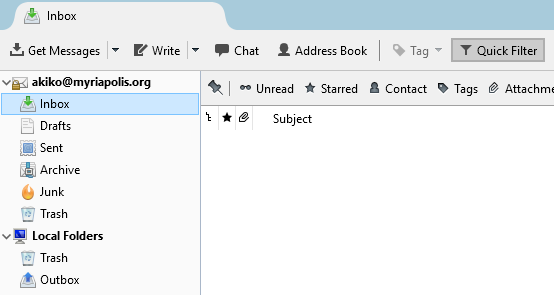 Inbox
Get Messages Write Chat Address Book Tag Quick Filter
akiko@myriapolis.org
Unread Starred Contact Tags Attachme
Inbox
Subject
Drafts
Sent
Archive
Junk
Trash
Local Folders
Trash
Outbox